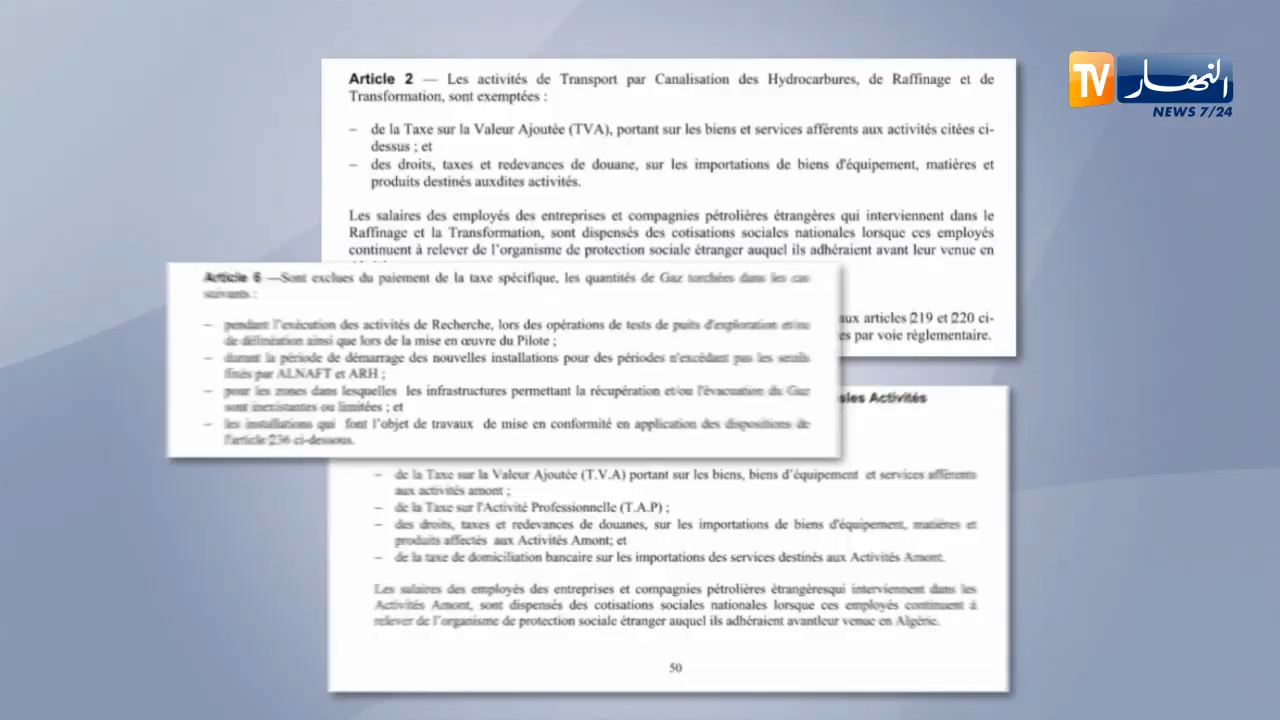 TV النهار
NEWS 7/24
Article 2 — Les activités de Transport par Canalisation des Hydrocarbures, de Raffinage et de
Transformation, sont exemptées :
– de la Taxe sur la Valeur Ajoutée (TVA), portant sur les biens et services afférents aux activités citées ci-
dessus ; et
– des droits, taxes et redevances de douane, sur les importations de biens d'équipement, matières et
produits destinés auxdites activités.
Les salaires des employés des entreprises et compagnies pétrolières étrangères qui interviennent dans le
Raffinage et la Transformation, sont dispensés des cotisations sociales nationales lorsque ces employés
continuent à relever de l'organisme de protection sociale étranger auquel ils adhéraient avant leur venue en
aux articles 219 et 220 ci-
es par voie règlementaire.
Article 6 —Sont exclues du paiement de la taxe spécifique, les quantités de Gaz torchées dans les cas
suivants :
– pendant l'exécution des activités de Recherche, lors des opérations de tests de puits d'exploration et/ou
de délinéation ainsi que lors de la mise en œuvre du Pilote ;
– durant la période de démarrage des nouvelles installations pour des périodes n'excédant pas les seuils
fixés par ALNAFT et ARH ;
– pour les zones dans lesquelles les infrastructures permettant la récupération et/ou l'évacuation du Gaz
sont inexistantes ou limitées ; et
– les installations qui font l'objet de travaux de mise en conformité en application des dispositions de
l'article 236 ci-dessous.
sles Activités
– de la Taxe sur la Valeur Ajoutée (T.V.A) portant sur les biens, biens d'équipement et services afférents
aux activités amont ;
– de la Taxe sur l'Activité Professionnelle (T.A.P) ;
– des droits, taxes et redevances de douanes, sur les importations de biens d'équipement, matières et
produits affectés aux Activités Amont; et
– de la taxe de domiciliation bancaire sur les importations des services destinés aux Activités Amont.
Les salaires des employés des entreprises et compagnies pétrolières étrangèresqui interviennent dans les
Activités Amont, sont dispensés des cotisations sociales nationales lorsque ces employés continuent à
relever de l'organisme de protection sociale étranger auquel ils adhéraient avantleur venue en Algérie.
50